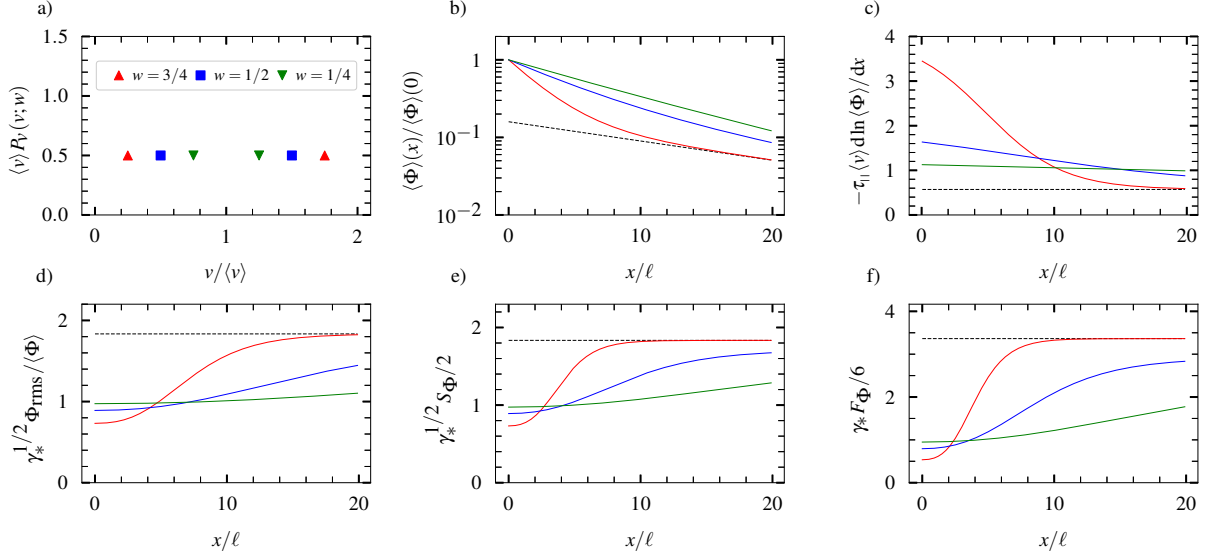 a)
1.5
1.0
0.5
0.0
⟨v⟩P_V(v;w)
w = 3/4 w = 1/2 w = 1/4
0 1 2
v/⟨v⟩
b)
1
10⁻¹
10⁻²
⟨Φ⟩(x)/⟨Φ⟩(0)
0 10 20
x/ℓ
c)
4
3
2
1
0
−τ_∥⟨v⟩ d ln⟨Φ⟩/dx
0 10 20
x/ℓ
d)
2
1
0
γ_*^{1/2} Φ_rms/⟨Φ⟩
0 10 20
x/ℓ
e)
2
1
0
γ_*^{1/2} S_Φ/2
0 10 20
x/ℓ
f)
4
2
0
γ_* F_Φ/6
0 10 20
x/ℓ